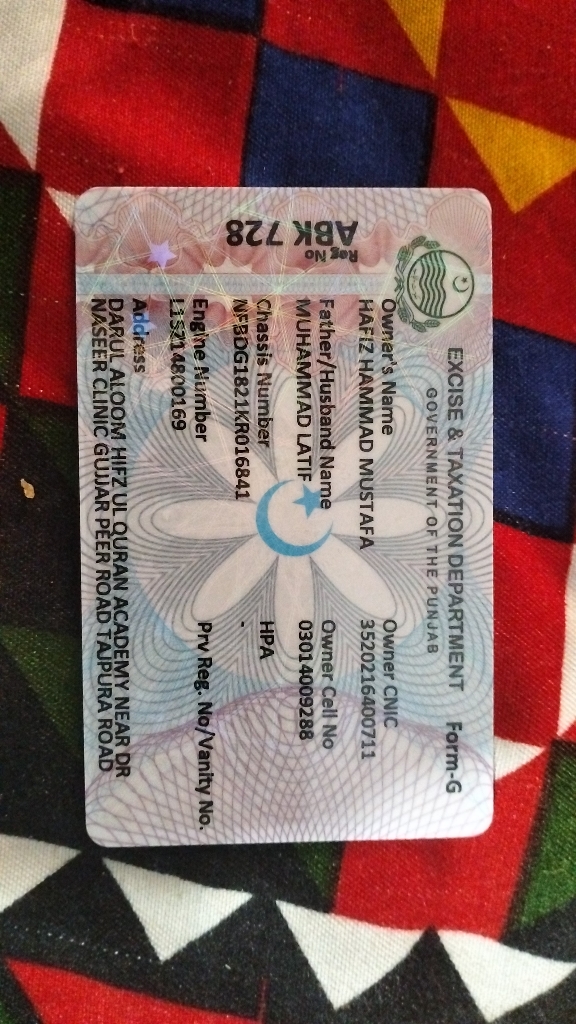 EXCISE & TAXATION DEPARTMENT Form-G
GOVERNMENT OF THE PUNJAB
Reg No
ABK 728
Owner's Name Owner CNIC
HAFIZ HAMMAD MUSTAFA 3520216400711
Father/Husband Name Owner Cell No
MUHAMMAD LATIF 03014009288
Chassis Number HPA
NFBDG1821KR016841 -
Engine Number Prv Reg. No/Vanity No.
L15Z14800169
Address
DARUL ALOOM HIFZ UL QURAN ACADEMY NEAR DR
NASEER CLINIC GUJJAR PEER ROAD TAJPURA ROAD